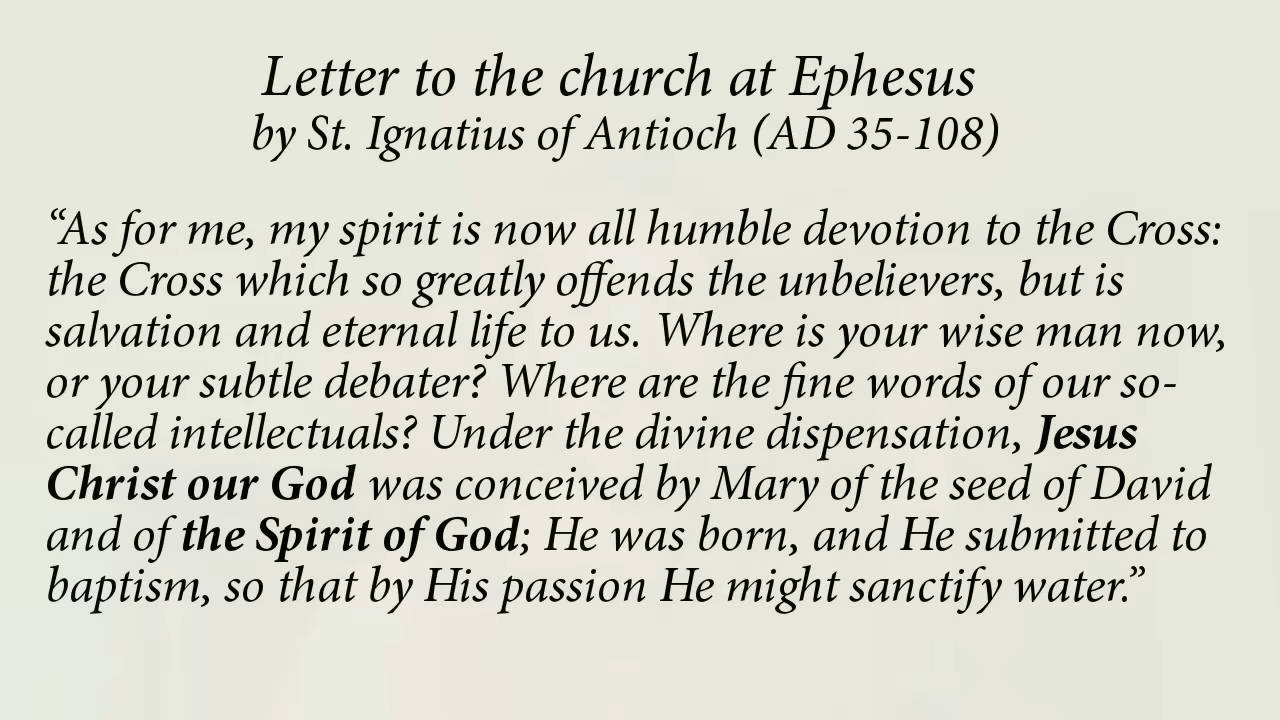 Letter to the church at Ephesus
by St. Ignatius of Antioch (AD 35-108)
“As for me, my spirit is now all humble devotion to the Cross:
the Cross which so greatly offends the unbelievers, but is
salvation and eternal life to us. Where is your wise man now,
or your subtle debater? Where are the fine words of our so-
called intellectuals? Under the divine dispensation, Jesus
Christ our God was conceived by Mary of the seed of David
and of the Spirit of God; He was born, and He submitted to
baptism, so that by His passion He might sanctify water.”